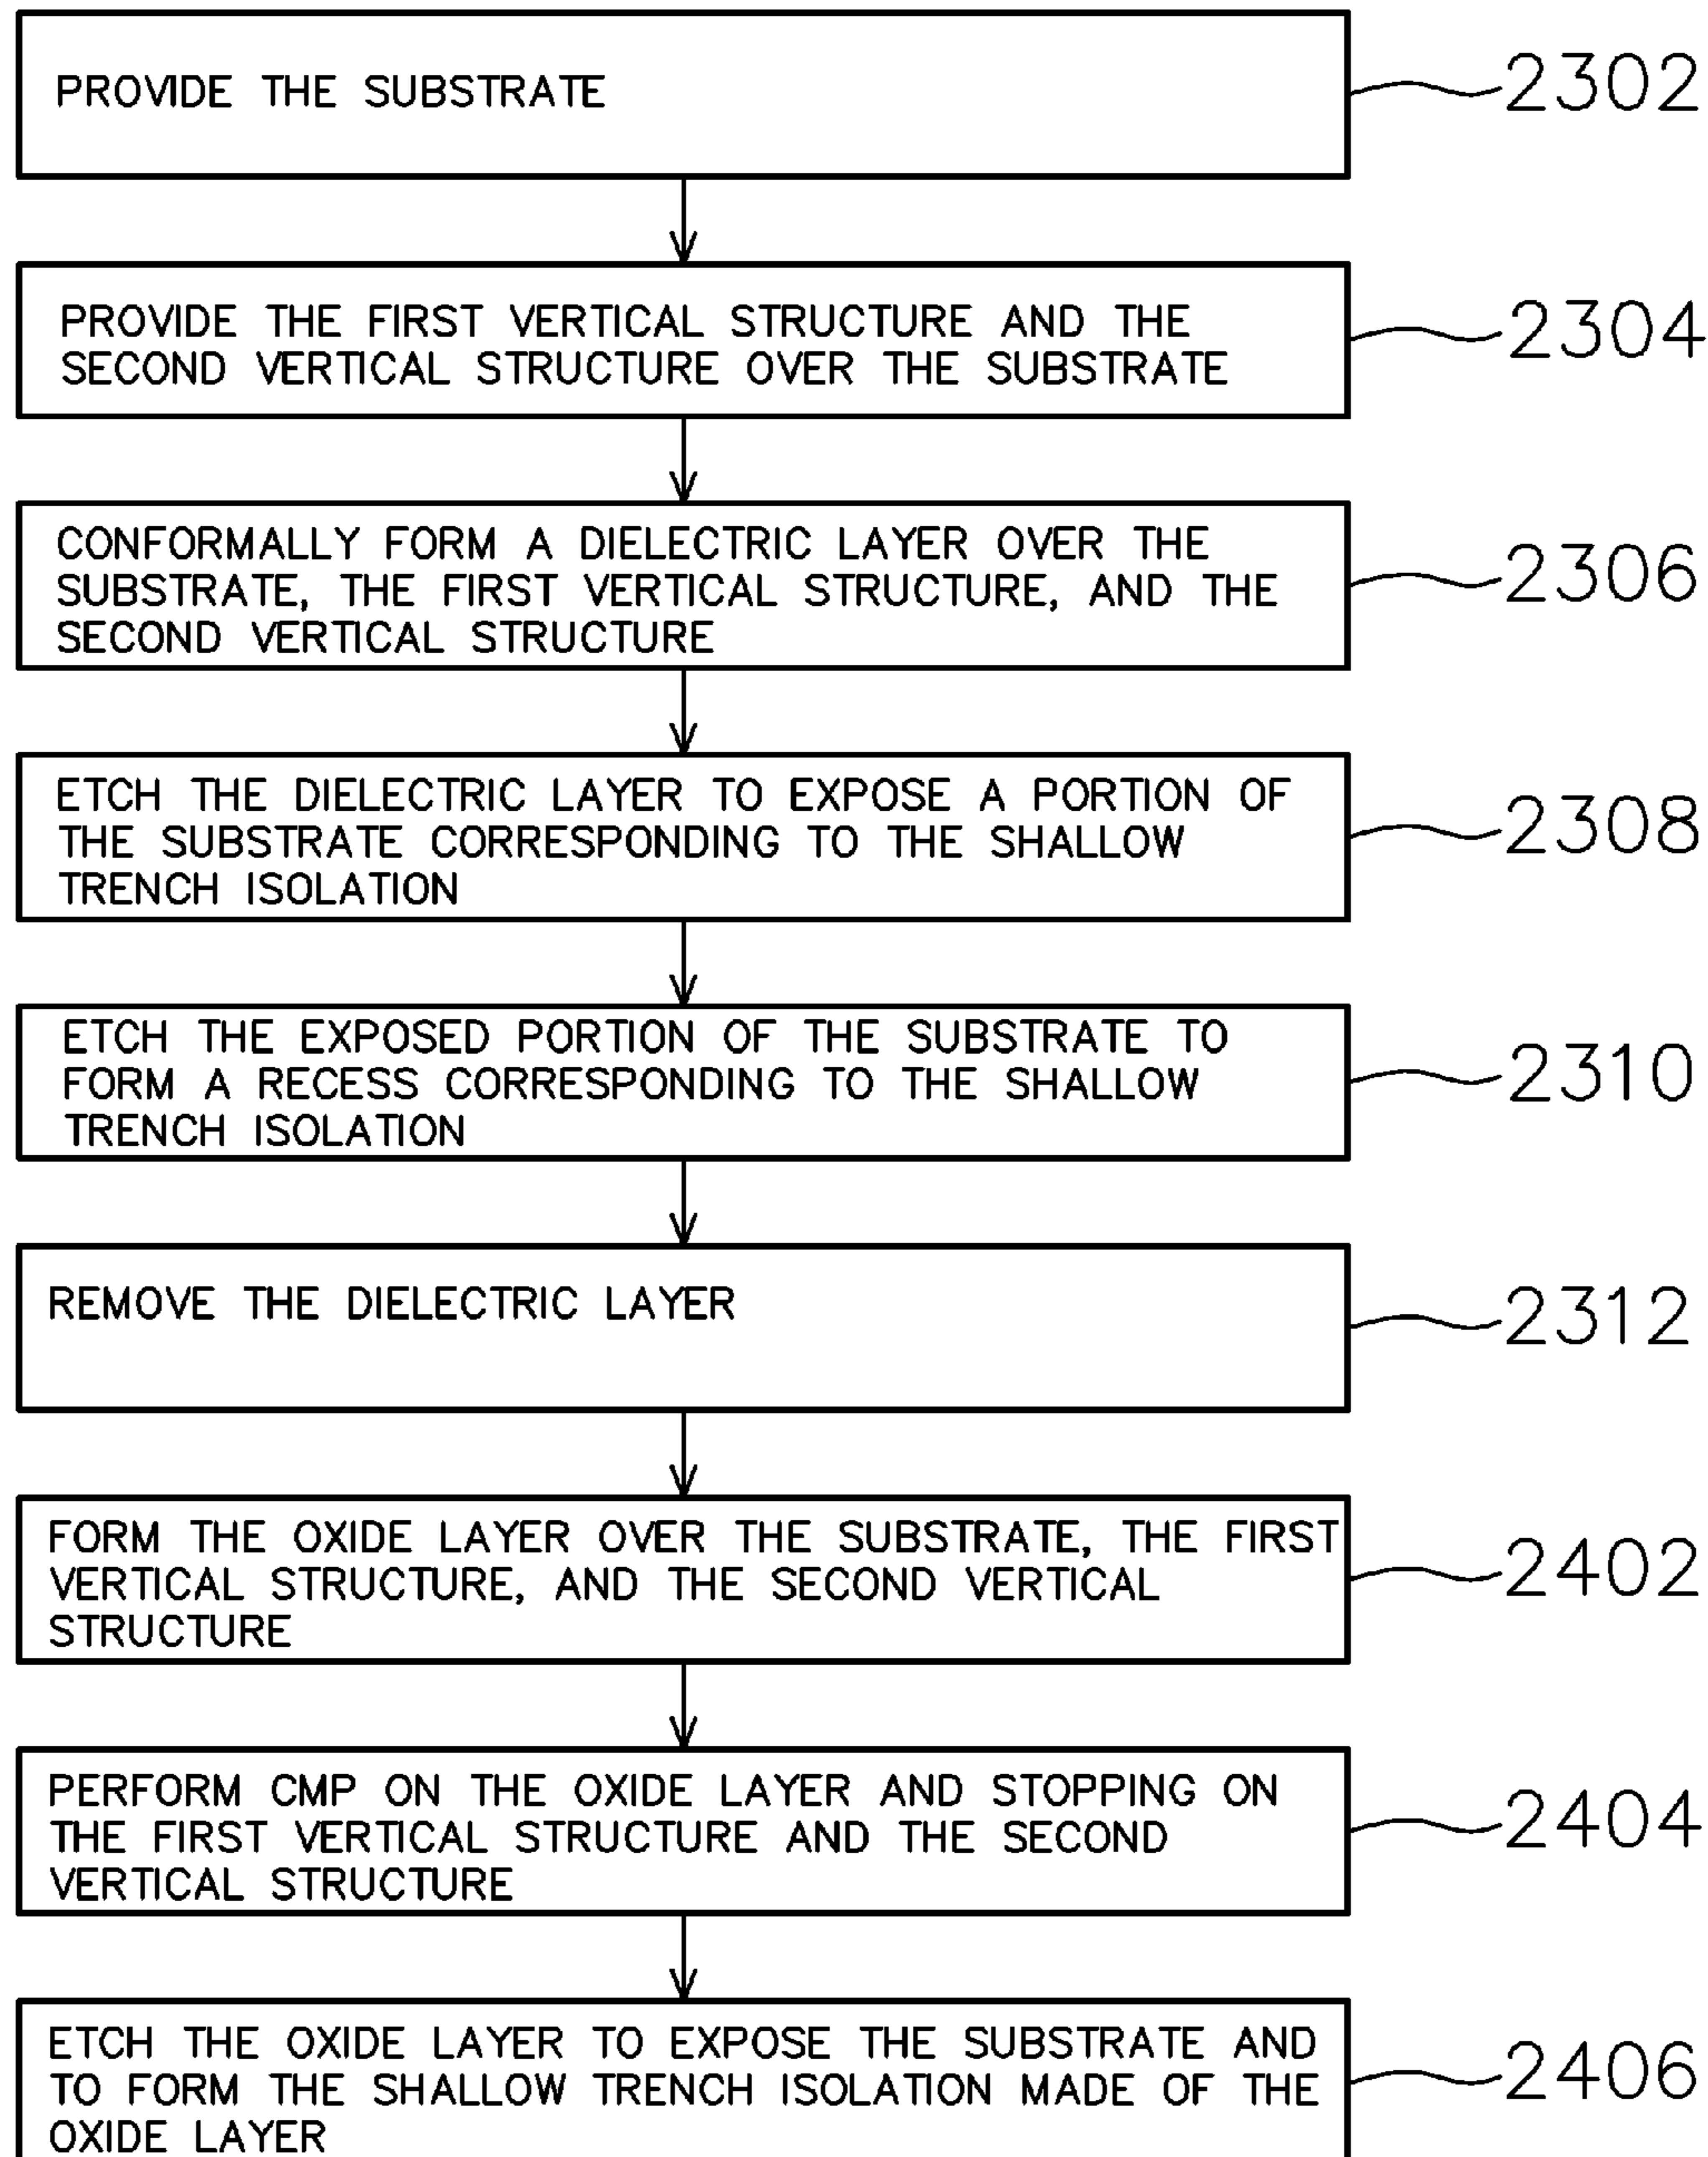 PROVIDE THE SUBSTRATE
2302
PROVIDE THE FIRST VERTICAL STRUCTURE AND THE
SECOND VERTICAL STRUCTURE OVER THE SUBSTRATE
2304
CONFORMALLY FORM A DIELECTRIC LAYER OVER THE
SUBSTRATE, THE FIRST VERTICAL STRUCTURE, AND THE
SECOND VERTICAL STRUCTURE
2306
ETCH THE DIELECTRIC LAYER TO EXPOSE A PORTION OF
THE SUBSTRATE CORRESPONDING TO THE SHALLOW
TRENCH ISOLATION
2308
ETCH THE EXPOSED PORTION OF THE SUBSTRATE TO
FORM A RECESS CORRESPONDING TO THE SHALLOW
TRENCH ISOLATION
2310
REMOVE THE DIELECTRIC LAYER
2312
FORM THE OXIDE LAYER OVER THE SUBSTRATE, THE FIRST
VERTICAL STRUCTURE, AND THE SECOND VERTICAL
STRUCTURE
2402
PERFORM CMP ON THE OXIDE LAYER AND STOPPING ON
THE FIRST VERTICAL STRUCTURE AND THE SECOND
VERTICAL STRUCTURE
2404
ETCH THE OXIDE LAYER TO EXPOSE THE SUBSTRATE AND
TO FORM THE SHALLOW TRENCH ISOLATION MADE OF THE
OXIDE LAYER
2406